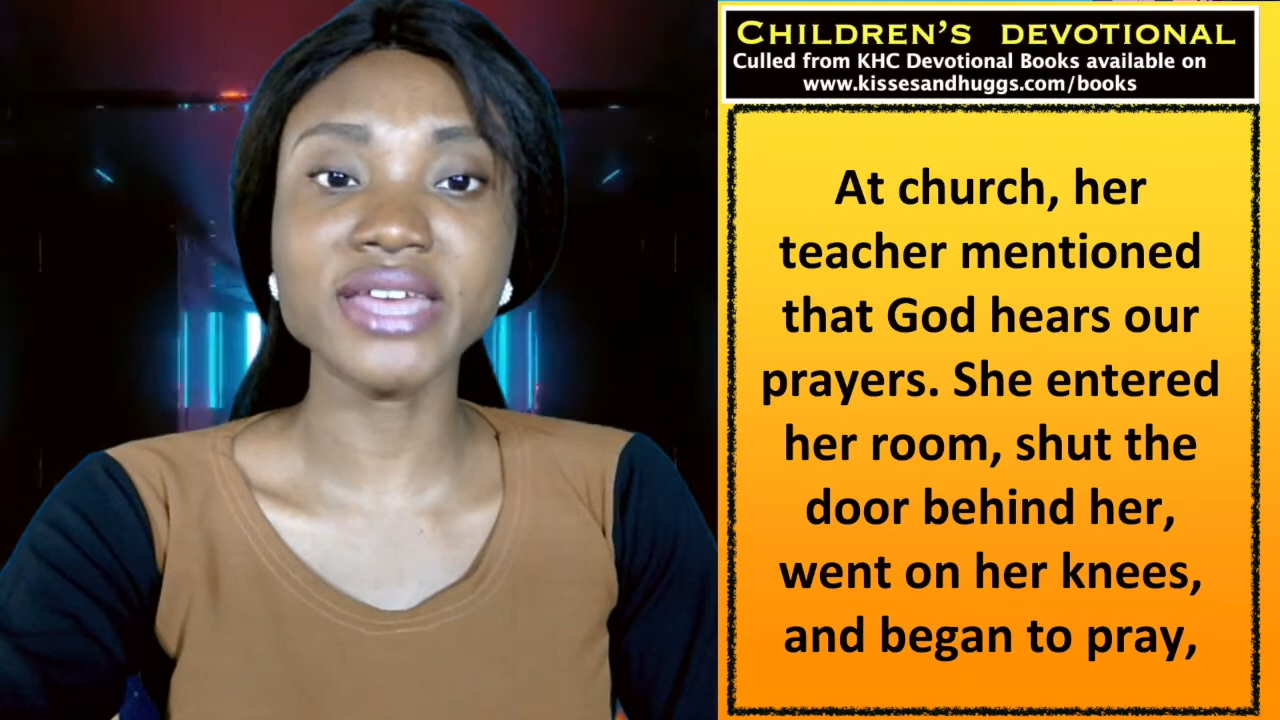 CHILDREN'S DEVOTIONAL
Culled from KHC Devotional Books available on
www.kissesandhuggs.com/books
At church, her
teacher mentioned
that God hears our
prayers. She entered
her room, shut the
door behind her,
went on her knees,
and began to pray,